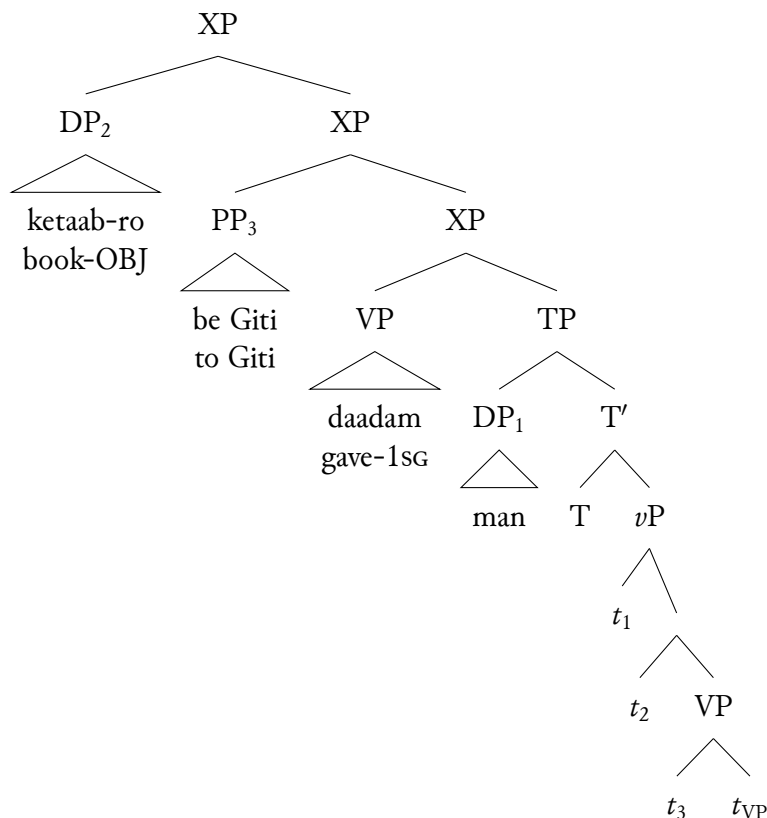 XP
DP₂ XP
ketaab-ro
book-OBJ
PP₃ XP
be Giti
to Giti
VP TP
daadam
gave-1SG
DP₁ T′
man T vP
t₁
t₂ VP
t₃ t_VP